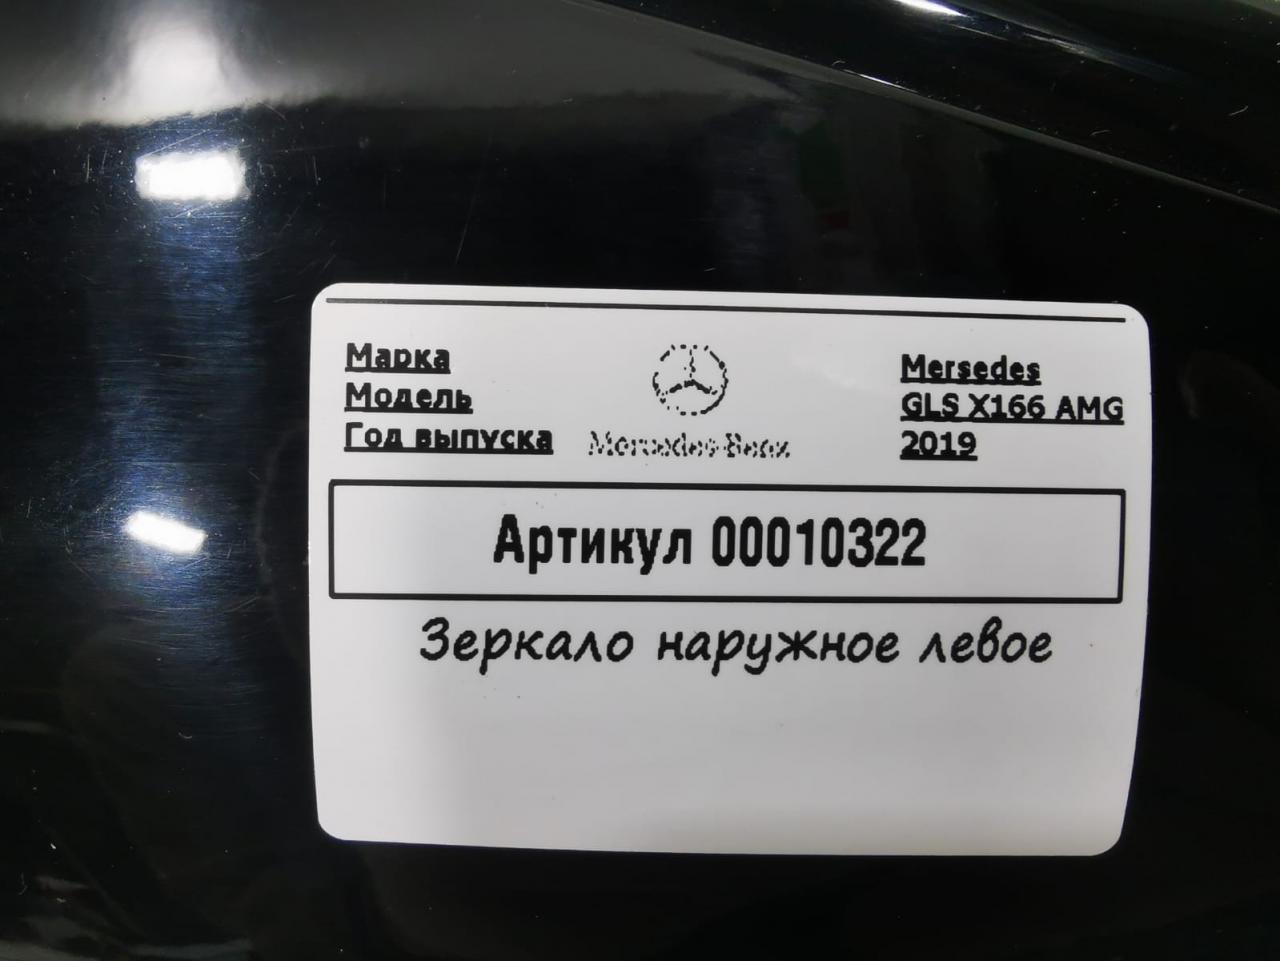 Марка
Модель
Год выпуска
Mercedes-Benz
Mersedes
GLS X166 AMG
2019
Артикул 00010322
Зеркало наружное левое